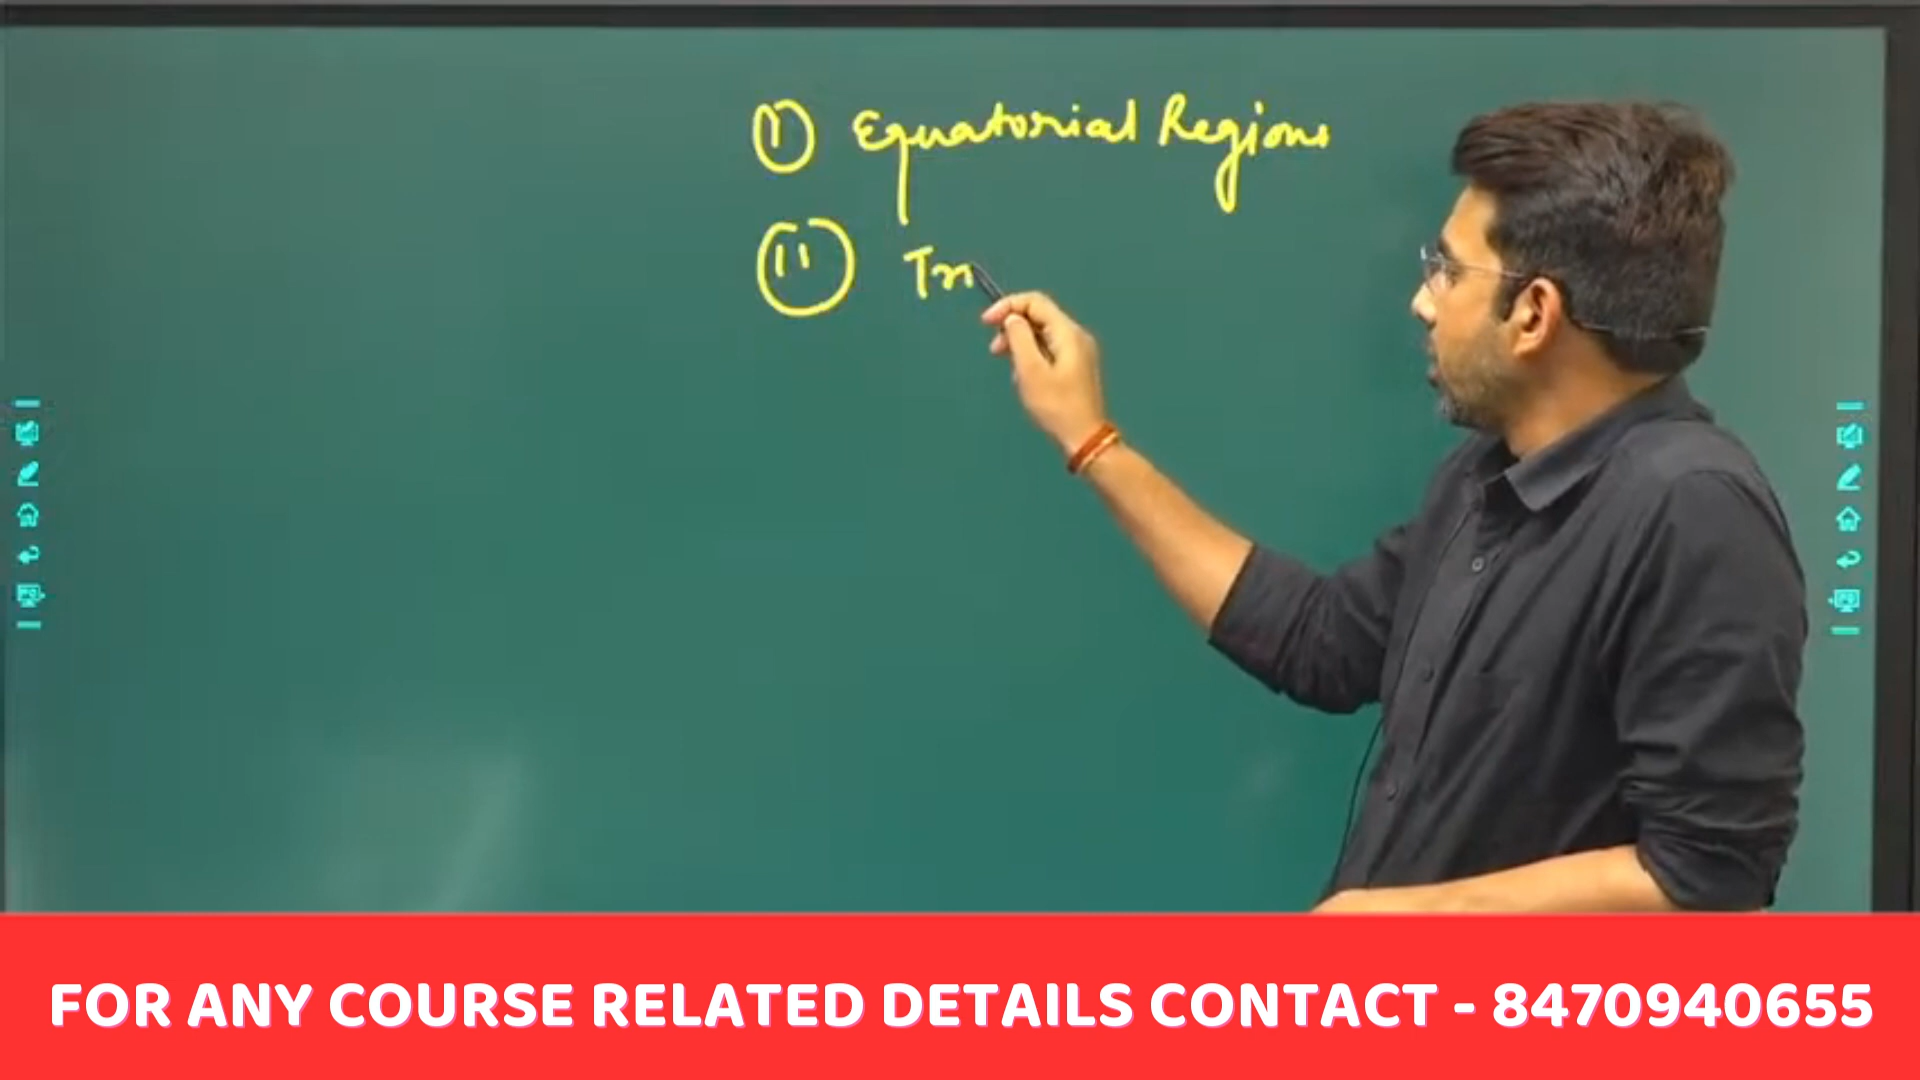 (i) Equatorial Regions
(ii) Tr
FOR ANY COURSE RELATED DETAILS CONTACT - 8470940655